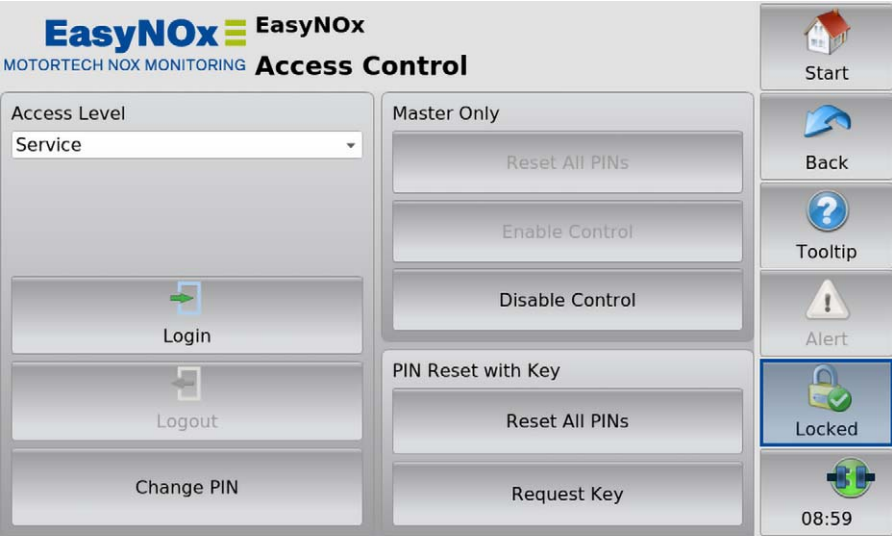 EasyNOx
MOTORTECH NOX MONITORING
EasyNOx
Access Control
Access Level
Service
Login
Logout
Change PIN
Master Only
Reset All PINs
Enable Control
Disable Control
PIN Reset with Key
Reset All PINs
Request Key
Start
Back
Tooltip
Alert
Locked
08:59